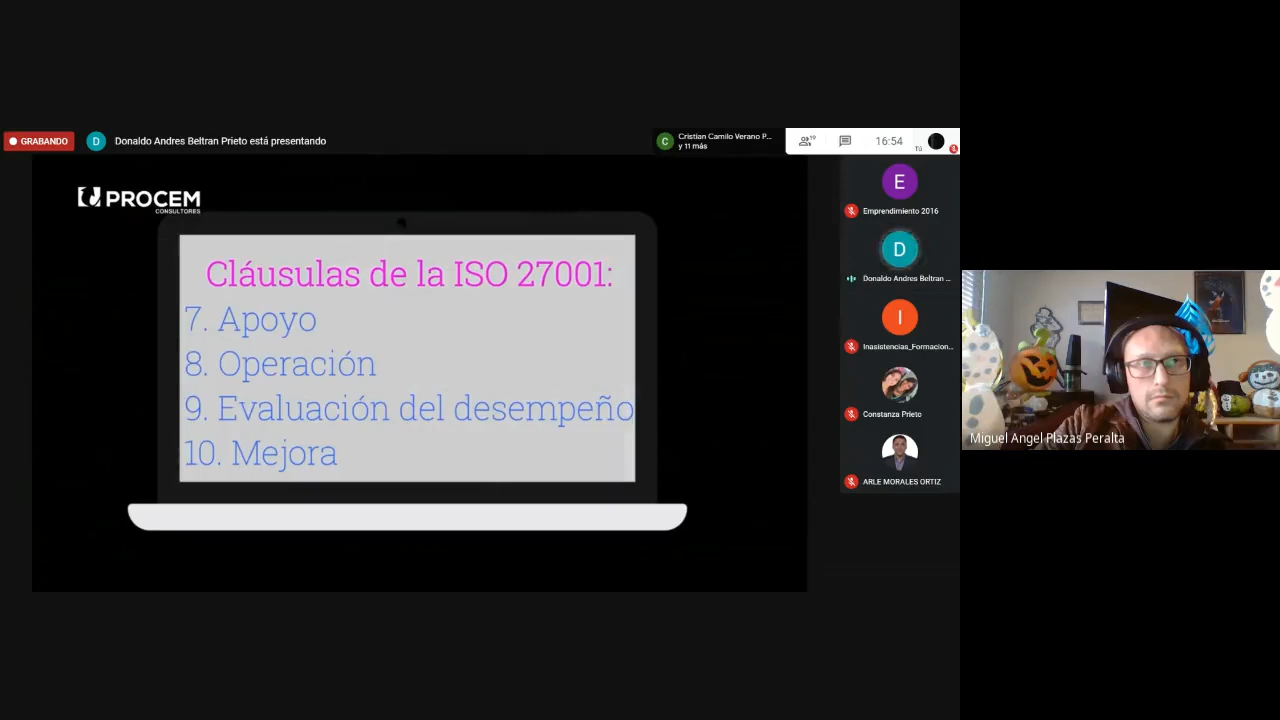 GRABANDO
D
Donaldo Andres Beltran Prieto está presentando
C
Cristian Camilo Verano P...
y 11 más
19
16:54
Tú
PROCEM
CONSULTORES
Cláusulas de la ISO 27001:
7. Apoyo
8. Operación
9. Evaluación del desempeño
10. Mejora
E
Emprendimiento 2016
D
Donaldo Andres Beltran ...
I
Inasistencias_Formacion...
Constanza Prieto
ARLE MORALES ORTIZ
Miguel Angel Plazas Peralta